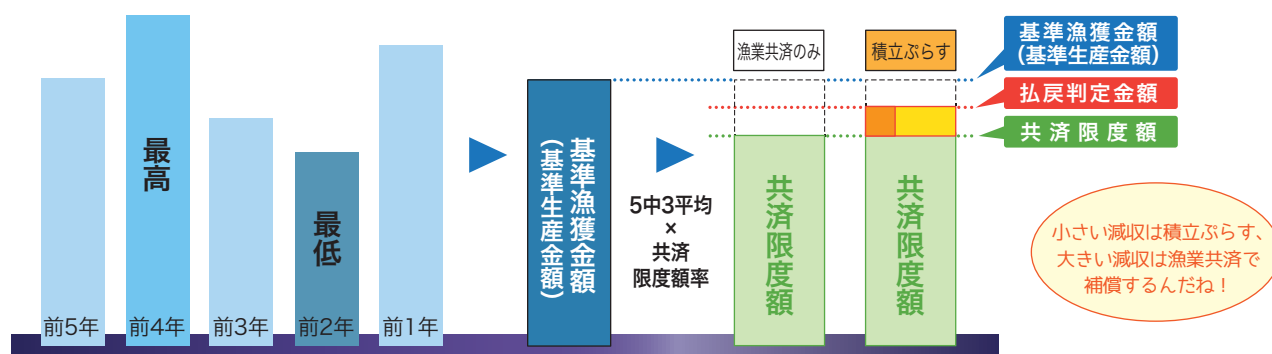 前5年
最高
前4年
前3年
最低
前2年
前1年
基準漁獲金額
(基準生産金額)
5中3平均
×
共済
限度額率
漁業共済のみ
共済限度額
積立ぷらす
共済限度額
基準漁獲金額
(基準生産金額)
払戻判定金額
共済限度額
小さい減収は積立ぷらす、
大きい減収は漁業共済で
補償するんだね！